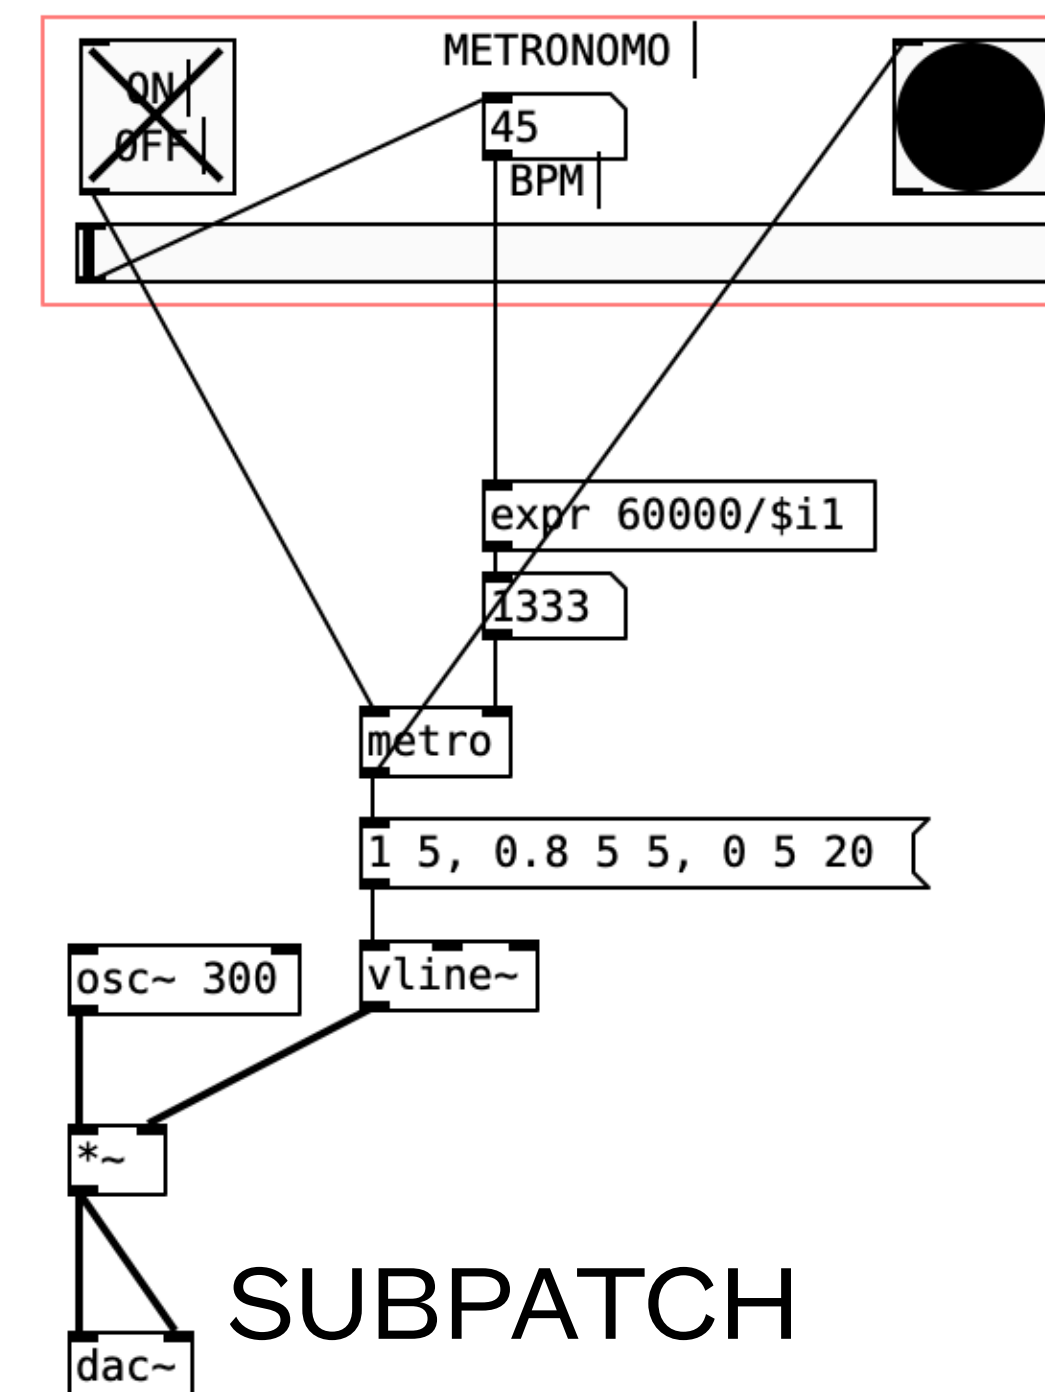 METRONOMO
ON
OFF
45
BPM
expr 60000/$i1
1333
metro
1 5, 0.8 5 5, 0 5 20
osc~ 300
vline~
*~
SUBPATCH
dac~